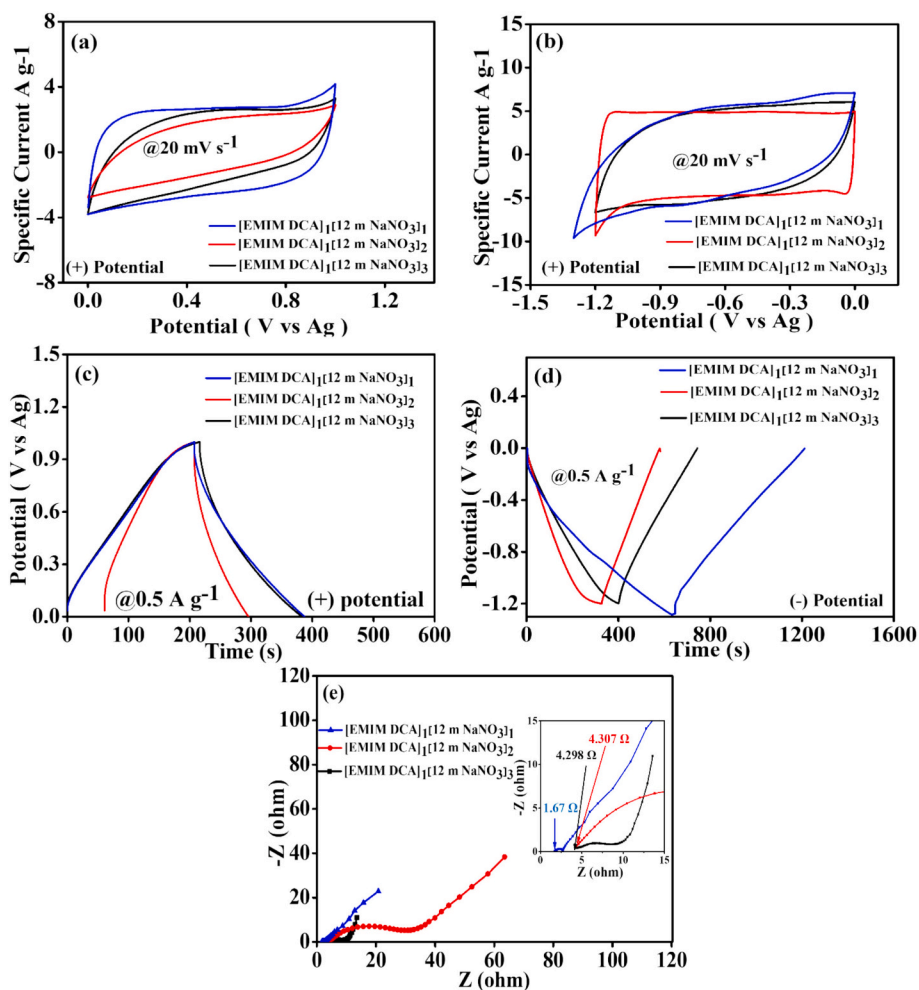 (a)
Specific Current A g-1
8
4
0
-4
-8
@20 mV s-1
[EMIM DCA]1[12 m NaNO3]1
[EMIM DCA]1[12 m NaNO3]2
[EMIM DCA]1[12 m NaNO3]3
(+) Potential
0.0 0.4 0.8 1.2
Potential ( V vs Ag )
(b)
Specific Current A g-1
15
10
5
0
-5
-10
-15
@20 mV s-1
[EMIM DCA]1[12 m NaNO3]1
[EMIM DCA]1[12 m NaNO3]2
[EMIM DCA]1[12 m NaNO3]3
(+) Potential
-1.5 -1.2 -0.9 -0.6 -0.3 0.0
Potential ( V vs Ag )
(c)
Potential ( V vs Ag)
1.5
1.2
0.9
0.6
0.3
0.0
[EMIM DCA]1[12 m NaNO3]1
[EMIM DCA]1[12 m NaNO3]2
[EMIM DCA]1[12 m NaNO3]3
@0.5 A g-1
(+) potential
0 100 200 300 400 500 600
Time (s)
(d)
Potential ( V vs Ag)
0.4
0.0
-0.4
-0.8
-1.2
-1.6
[EMIM DCA]1[12 m NaNO3]1
[EMIM DCA]1[12 m NaNO3]2
[EMIM DCA]1[12 m NaNO3]3
@0.5 A g-1
(-) Potential
0 400 800 1200 1600
Time (s)
(e)
-Z (ohm)
120
100
80
60
40
20
0
[EMIM DCA]1[12 m NaNO3]1
[EMIM DCA]1[12 m NaNO3]2
[EMIM DCA]1[12 m NaNO3]3
0 20 40 60 80 100 120
Z (ohm)
-Z (ohm)
15
10
5
0
4.307 Ω
4.298 Ω
1.67 Ω
0 5 10 15
Z (ohm)